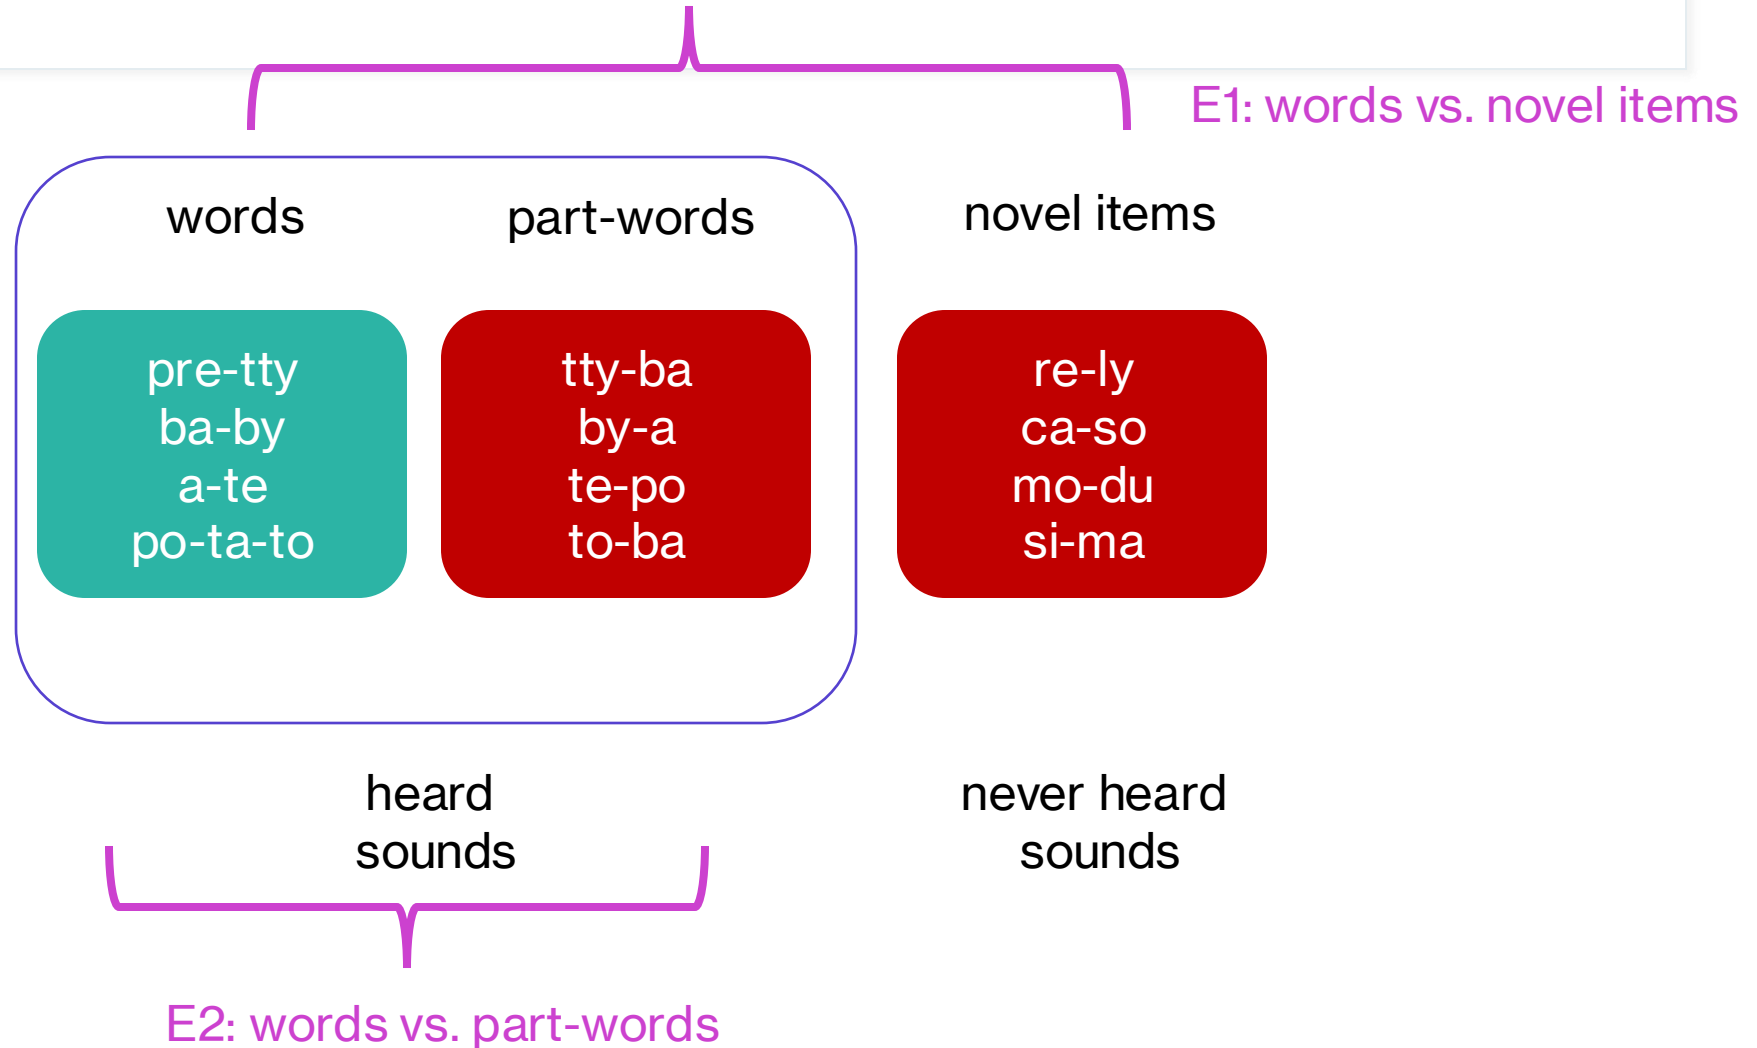 E1: words vs. novel items
words
part-words
novel items
pre-tty
ba-by
a-te
po-ta-to
tty-ba
by-a
te-po
to-ba
re-ly
ca-so
mo-du
si-ma
heard
sounds
never heard
sounds
E2: words vs. part-words